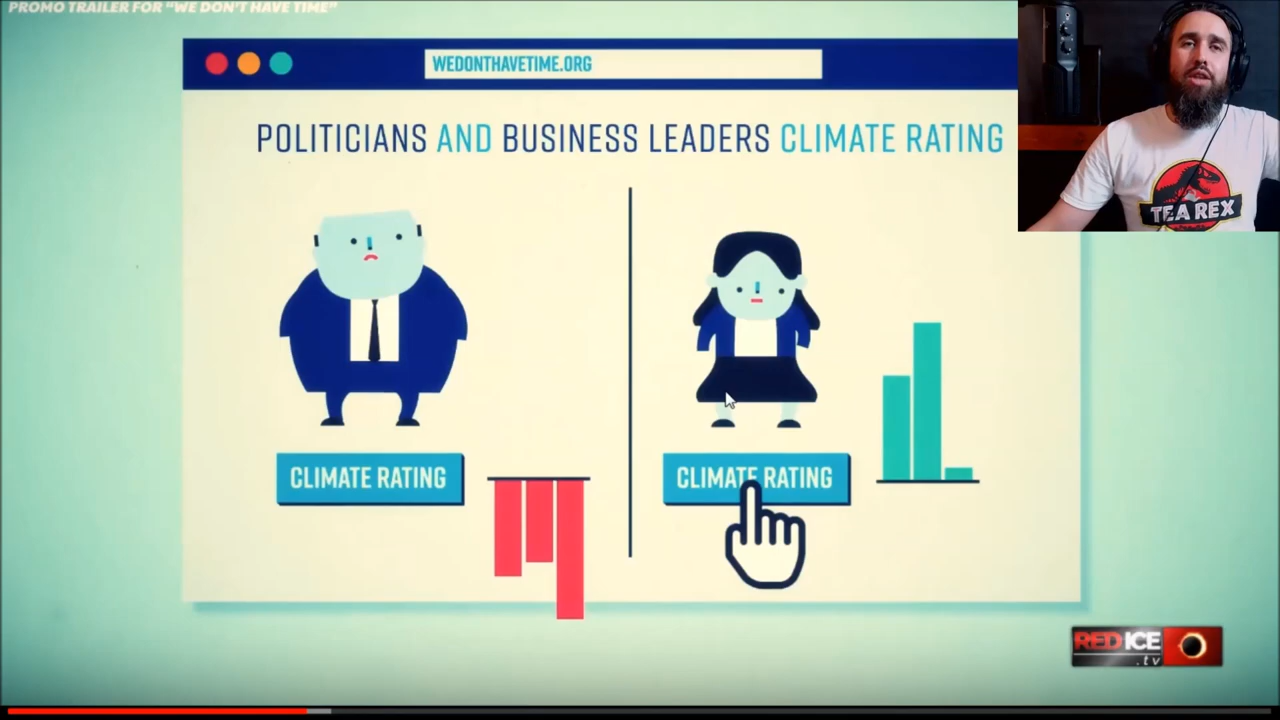 PROMO TRAILER FOR "WE DON'T HAVE TIME"
WEDONTHAVETIME.ORG
POLITICIANS AND BUSINESS LEADERS CLIMATE RATING
TEA REX
CLIMATE RATING
CLIMATE RATING
RED ICE
.tv